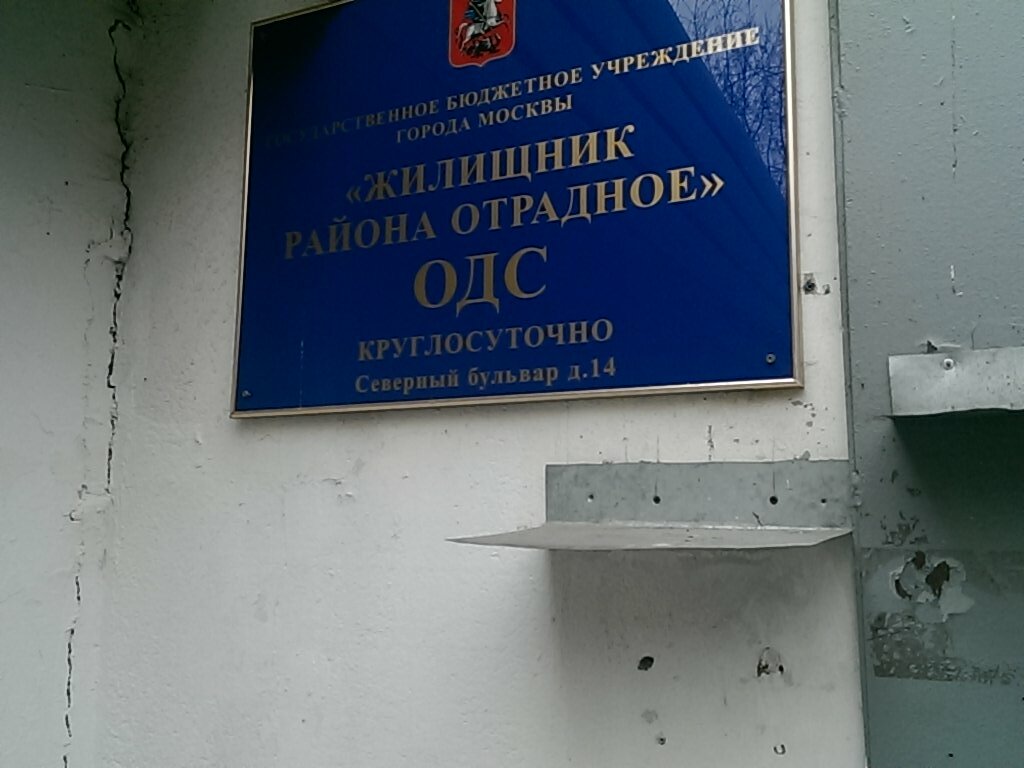 ГОСУДАРСТВЕННОЕ БЮДЖЕТНОЕ УЧРЕЖДЕНИЕ
ГОРОДА МОСКВЫ
«ЖИЛИЩНИК
РАЙОНА ОТРАДНОЕ»
ОДС
КРУГЛОСУТОЧНО
Северный бульвар д.14